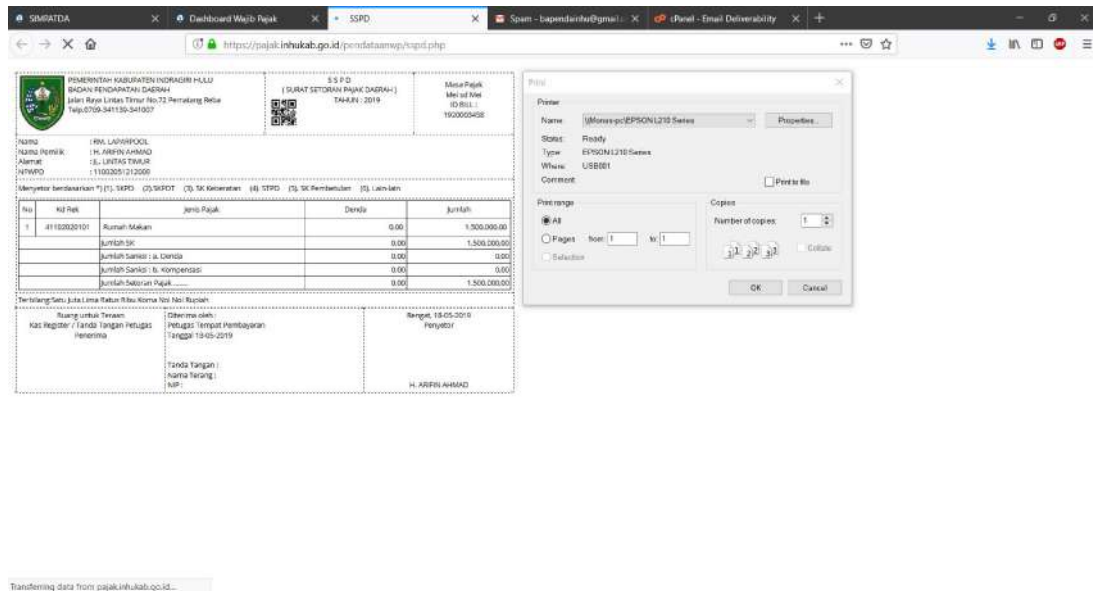 SIMPATDA
Dashboard Wajib Pajak
SSPD
Spam - bapendainhu@gmail.c
cPanel - Email Deliverability
https://pajak.inhukab.go.id/pendataanwp/sspd.php
PEMERINTAH KABUPATEN INDRAGIRI HULU
BADAN PENDAPATAN DAERAH
Jalan Raya Lintas Timur No.72 Pematang Reba
Telp.0769-341139-341007
S S P D
( SURAT SETORAN PAJAK DAERAH )
TAHUN : 2019
Masa Pajak
Mei sd Mei
ID BILL :
1920003458
Nama : RM. LAPARPOOL
Nama Pemilik : H. ARIFIN AHMAD
Alamat : JL. LINTAS TIMUR
NPWPD : 11002051212000
Menyetor berdasarkan *) (1). SKPD (2).SKPDT (3). SK Keberatan (4). STPD (5). SK Pembetulan (6). Lain-lain
No Kd Rek Jenis Pajak Denda Jumlah
1 41102020101 Rumah Makan 0.00 1.500.000.00
Jumlah SK 0.00 1.500.000,00
Jumlah Sanksi : a. Denda 0.00 0.00
Jumlah Sanksi : b. Kompensasi 0.00 0.00
Jumlah Setoran Pajak ........ 0.00 1.500.000,00
Terbilang:Satu Juta Lima Ratus Ribu Koma Nol Nol Rupiah
Ruang untuk Teraan
Kas Register / Tanda Tangan Petugas
Penerima
Diterima oleh :
Petugas Tempat Pembayaran
Tanggal 18-05-2019
Tanda Tangan :
Nama Terang :
NIP :
Rengat, 18-05-2019
Penyetor
H. ARIFIN AHMAD
Print
Printer
Name: \\Monas-pc\EPSON L210 Series
Properties...
Status: Ready
Type: EPSON L210 Series
Where: USB001
Comment:
Print to file
Print range
All
Pages from: 1 to: 1
Selection
Copies
Number of copies: 1
1 1 2 2 3 3
Collate
OK
Cancel
Transferring data from pajak.inhukab.go.id...